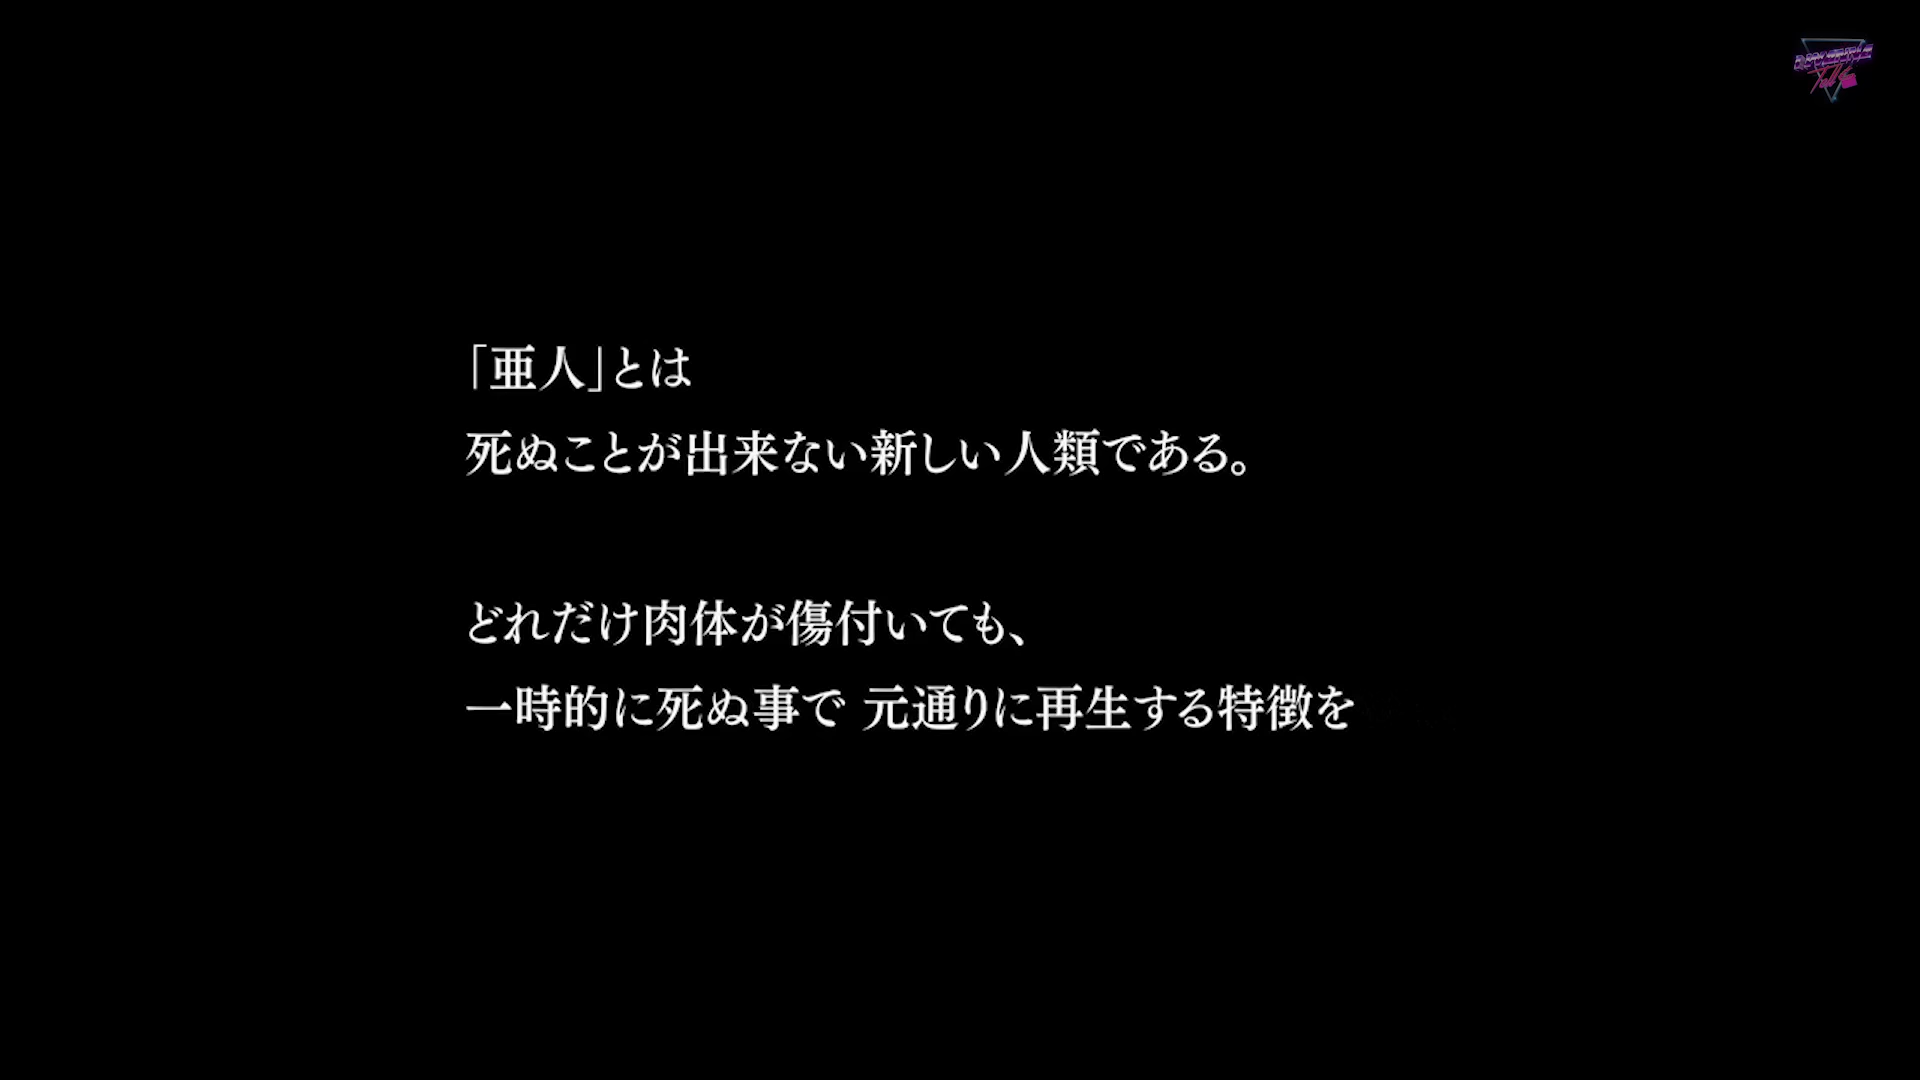 「亜人」とは
死ぬことが出来ない新しい人類である。
どれだけ肉体が傷付いても、
一時的に死ぬ事で 元通りに再生する特徴を